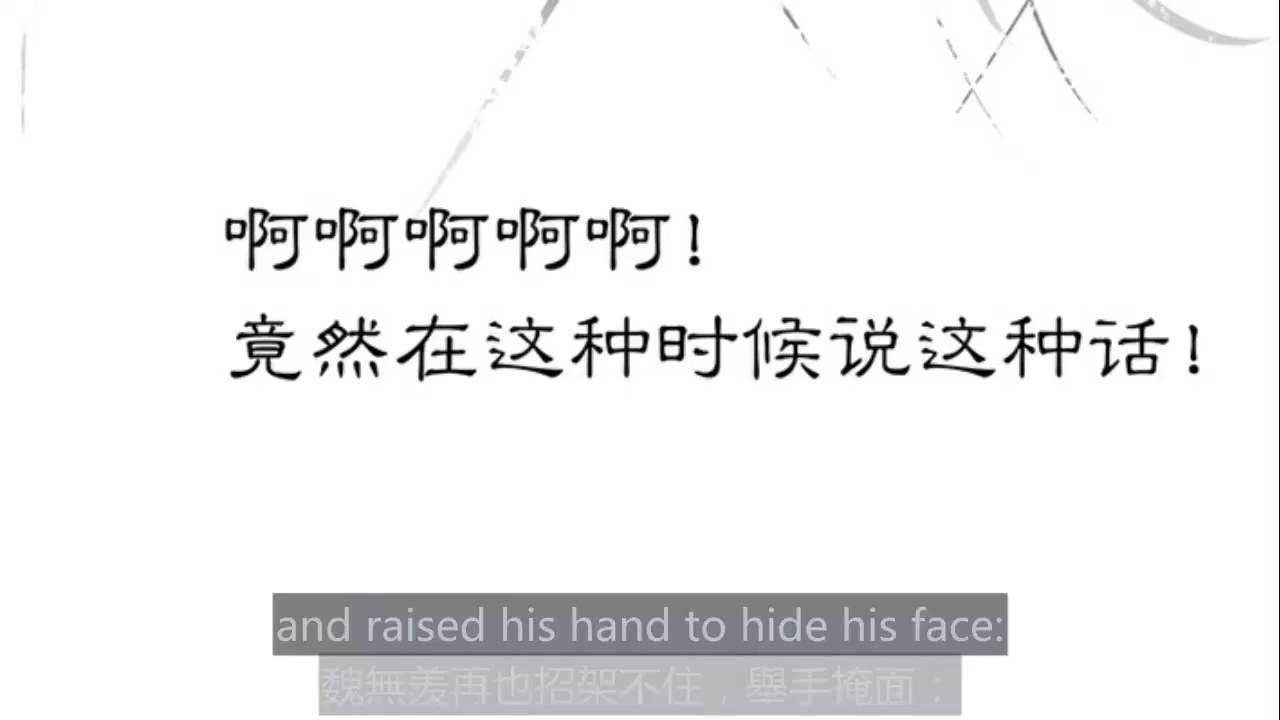 啊啊啊啊啊！
竟然在这种时候说这种话！
and raised his hand to hide his face:
魏無羨再也招架不住，舉手掩面：